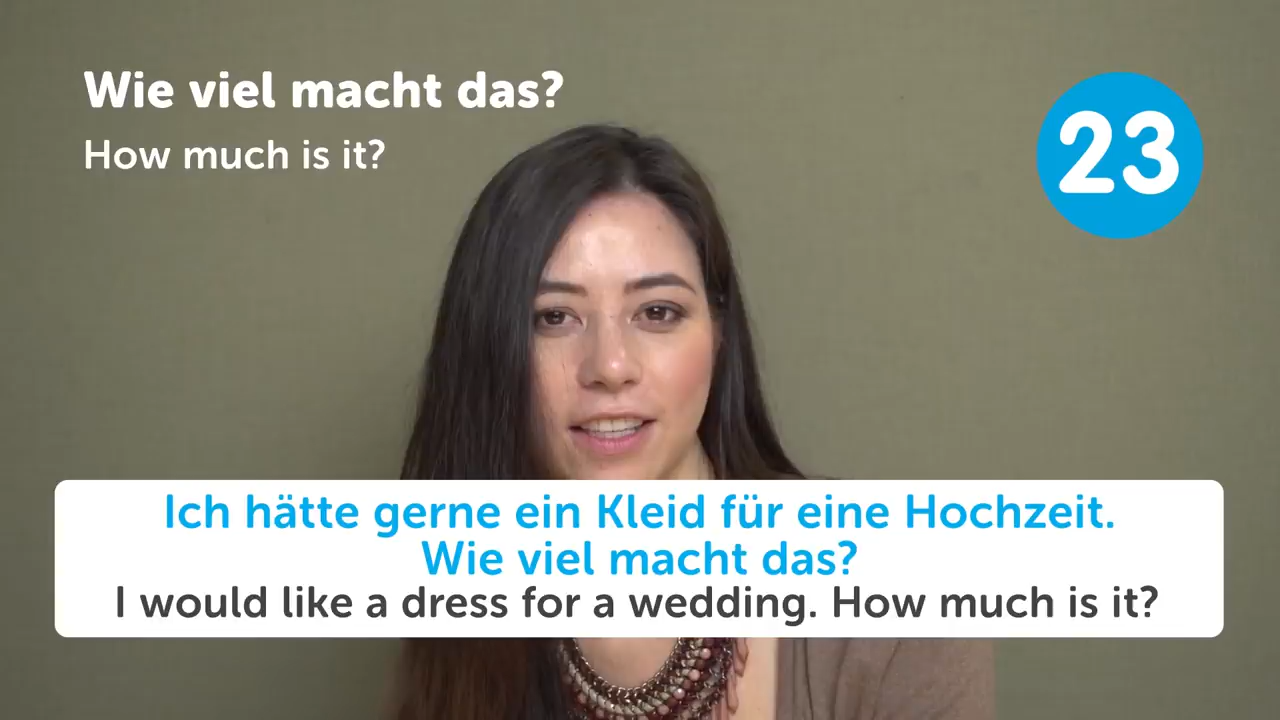 Wie viel macht das?
How much is it?
23
Ich hätte gerne ein Kleid für eine Hochzeit.
Wie viel macht das?
I would like a dress for a wedding. How much is it?